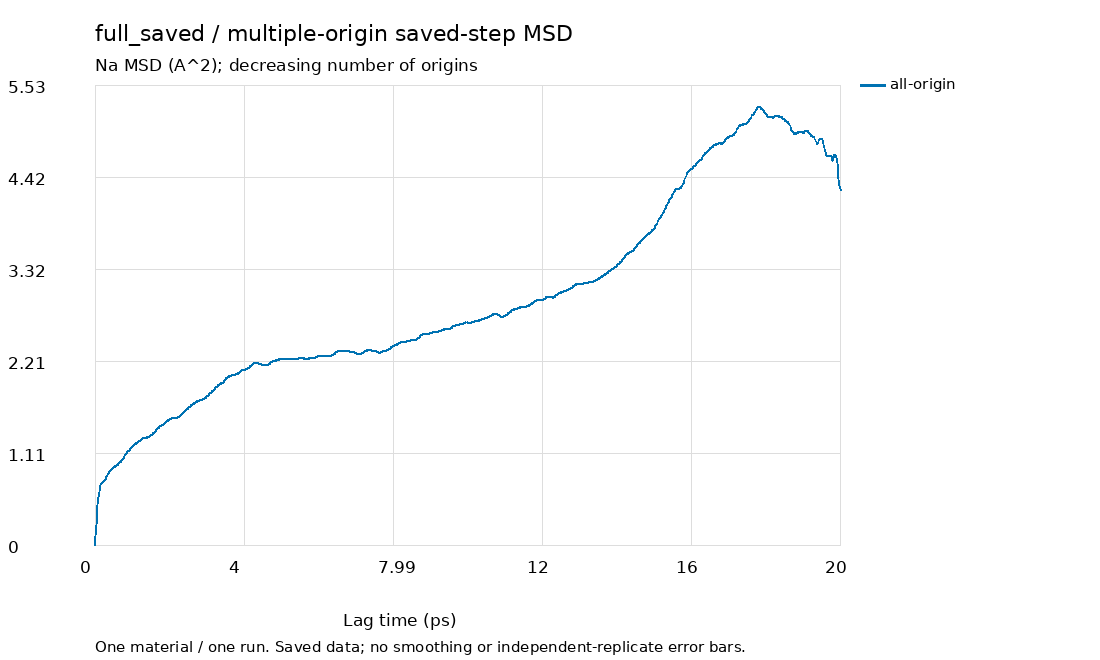 full_saved / multiple-origin saved-step MSD
Na MSD (A^2); decreasing number of origins
5.53
all-origin
4.42
3.32
2.21
1.11
0
0 4 7.99 12 16 20
Lag time (ps)
One material / one run. Saved data; no smoothing or independent-replicate error bars.